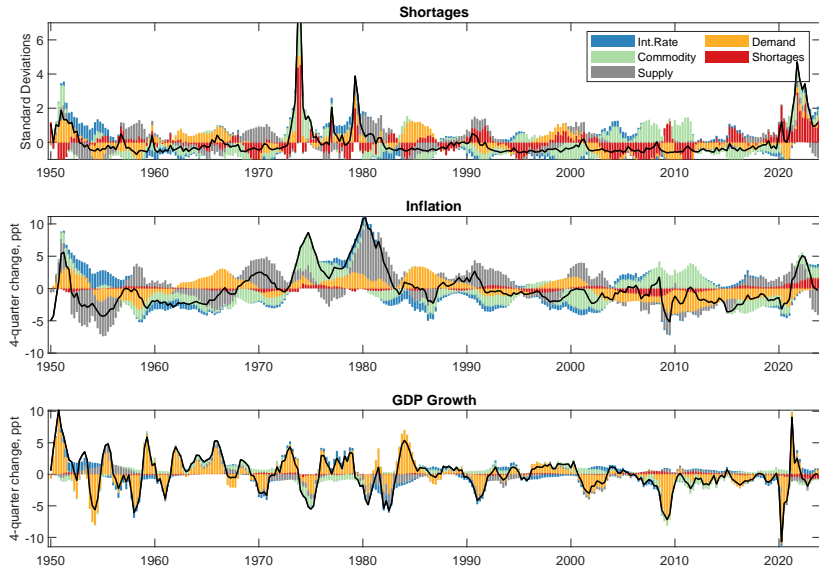 Shortages
Standard Deviations
6
4
2
0
Int.Rate
Commodity
Supply
Demand
Shortages
1950 1960 1970 1980 1990 2000 2010 2020
Inflation
4-quarter change, ppt
10
5
0
-5
-10
1950 1960 1970 1980 1990 2000 2010 2020
GDP Growth
4-quarter change, ppt
10
5
0
-5
-10
1950 1960 1970 1980 1990 2000 2010 2020